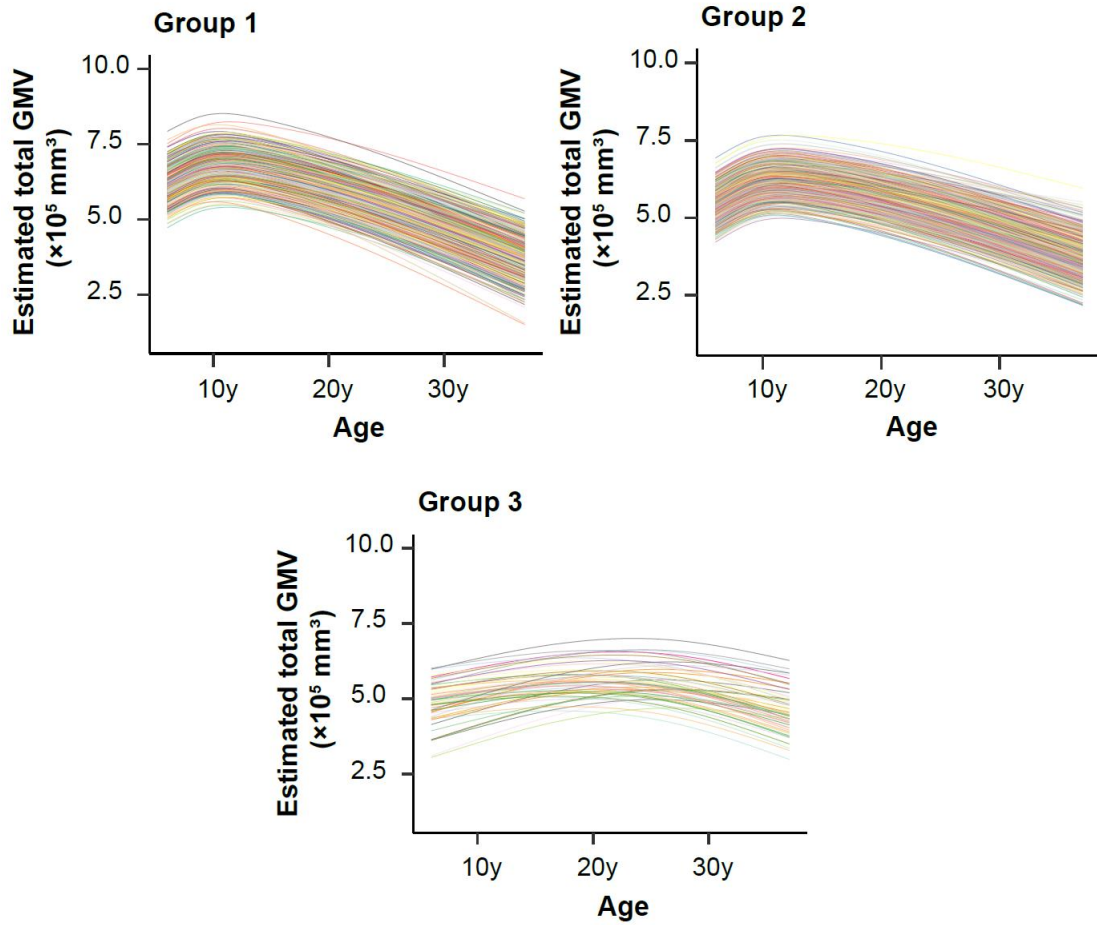 Group 1
Estimated total GMV
(×10⁵ mm³)
10.0
7.5
5.0
2.5
10y
20y
30y
Age
Group 2
Estimated total GMV
(×10⁵ mm³)
10.0
7.5
5.0
2.5
10y
20y
30y
Age
Group 3
Estimated total GMV
(×10⁵ mm³)
10.0
7.5
5.0
2.5
10y
20y
30y
Age